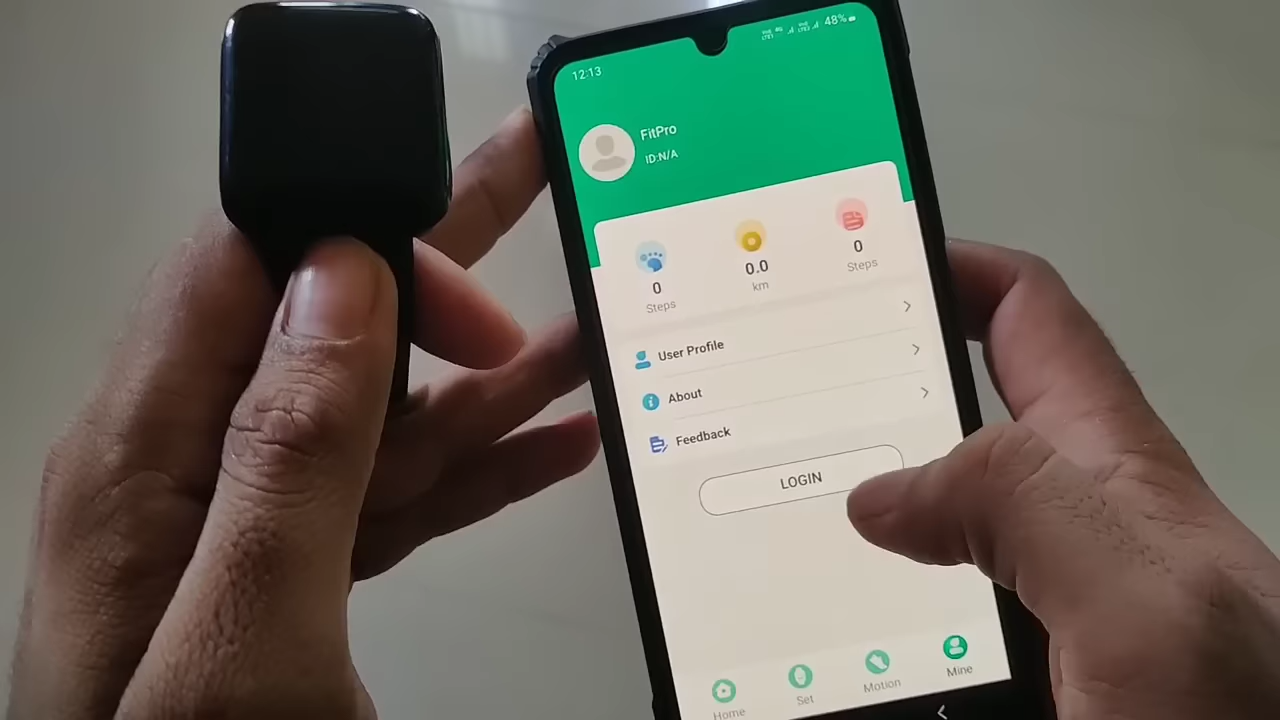 12:13
48%
FitPro
ID:N/A
0
Steps
0.0
km
0
Steps
User Profile
About
Feedback
LOGIN
Home
Set
Motion
Mine